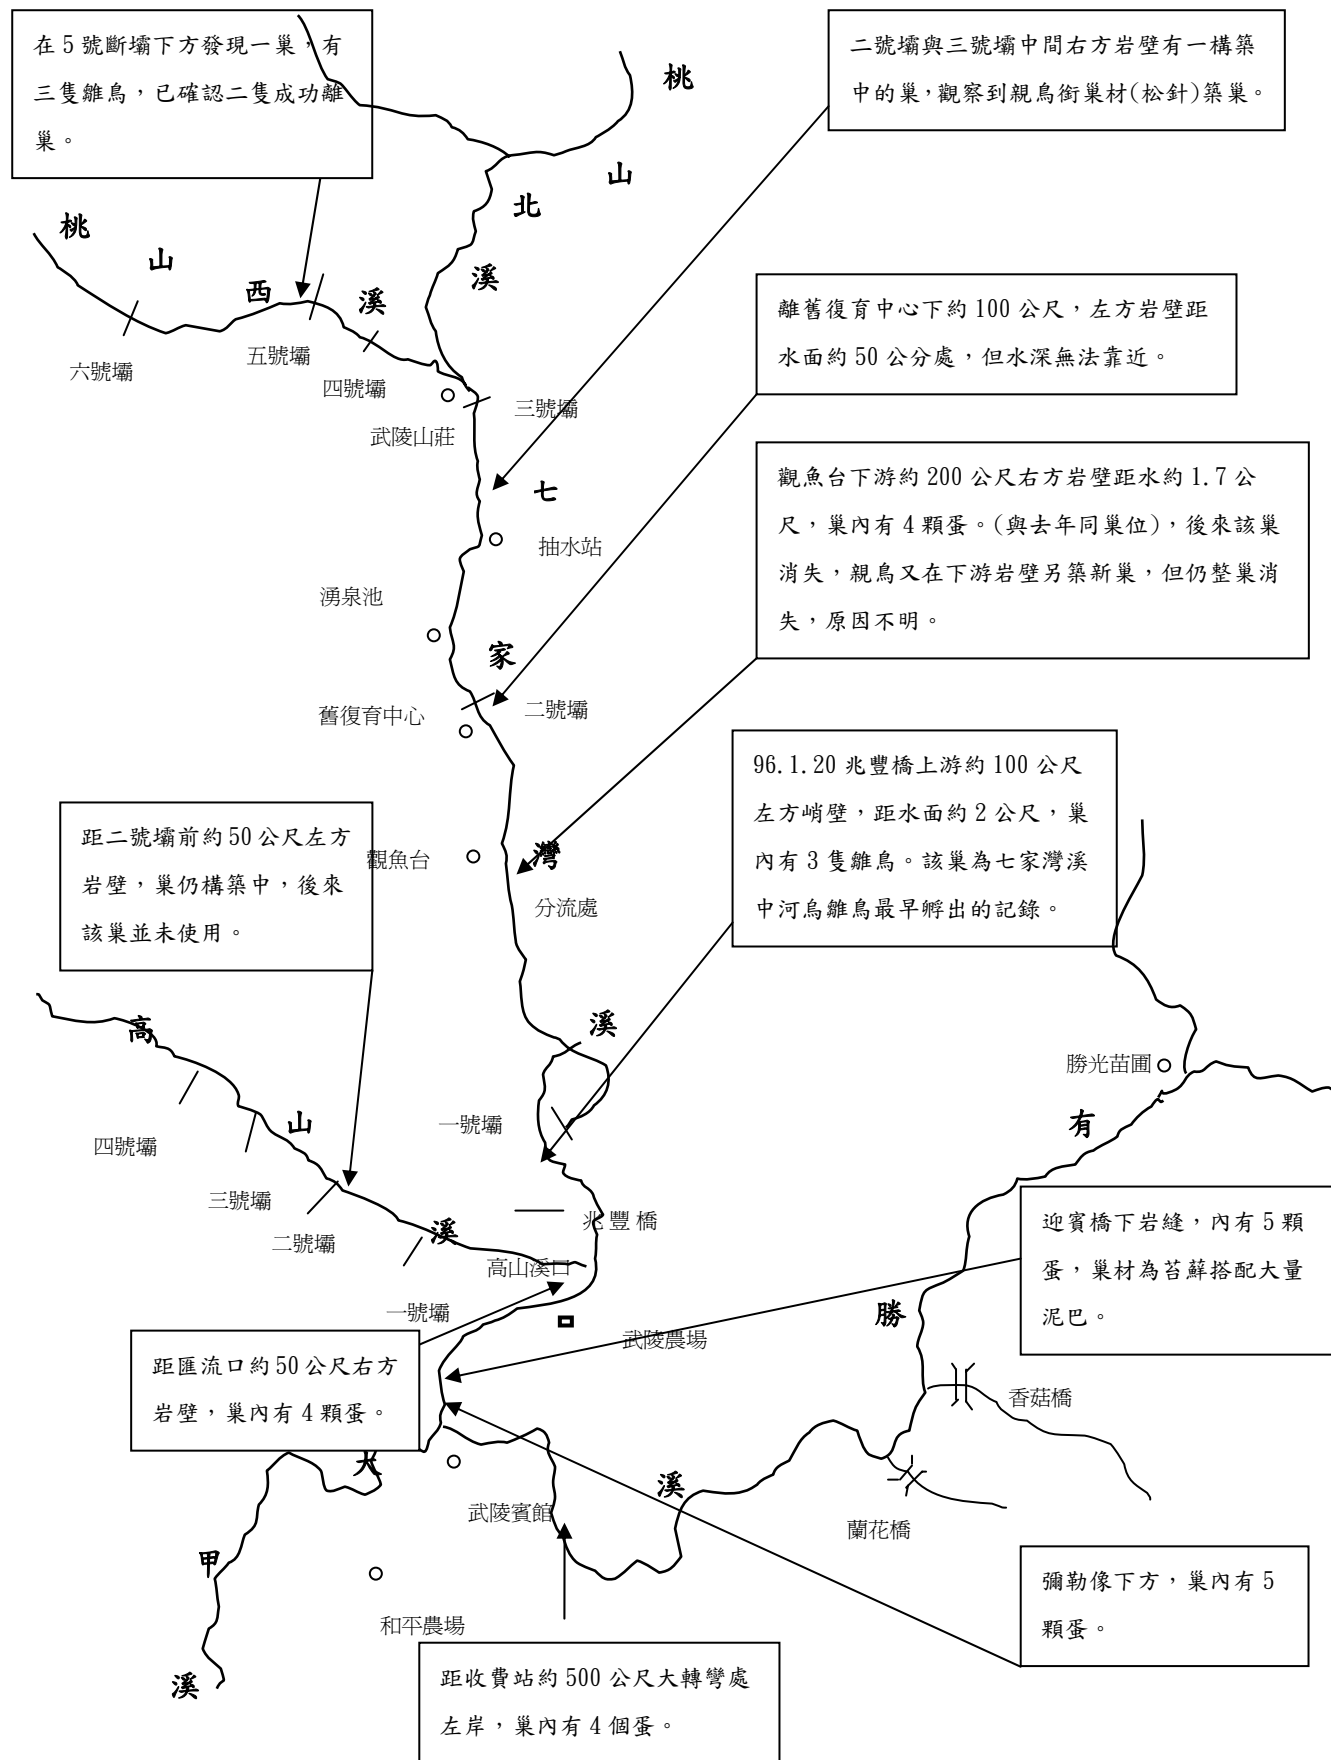 在 5 號斷壩下方發現一巢，有
三隻雛鳥，已確認二隻成功離
巢。
二號壩與三號壩中間右方岩壁有一構築
中的巢，觀察到親鳥銜巢材(松針)築巢。
桃
山
北
溪
桃
山
西
溪
六號壩
五號壩
四號壩
三號壩
武陵山莊
離舊復育中心下約 100 公尺，左方岩壁距
水面約 50 公分處，但水深無法靠近。
觀魚台下游約 200 公尺右方岩壁距水約 1.7 公
尺，巢內有 4 顆蛋。(與去年同巢位)，後來該巢
消失，親鳥又在下游岩壁另築新巢，但仍整巢消
失，原因不明。
七
抽水站
湧泉池
家
舊復育中心
二號壩
96.1.20 兆豐橋上游約 100 公尺
左方峭壁，距水面約 2 公尺，巢
內有 3 隻雛鳥。該巢為七家灣溪
中河烏雛鳥最早孵出的記錄。
距二號壩前約 50 公尺左方
岩壁，巢仍構築中，後來
該巢並未使用。
觀魚台
灣
分流處
溪
高
山
溪
一號壩
四號壩
三號壩
二號壩
兆豐橋
高山溪口
一號壩
勝光苗圃
有
勝
溪
迎賓橋下岩縫，內有 5 顆
蛋，巢材為苔蘚搭配大量
泥巴。
武陵農場
距匯流口約 50 公尺右方
岩壁，巢內有 4 顆蛋。
香菇橋
蘭花橋
大
甲
溪
武陵賓館
和平農場
彌勒像下方，巢內有 5
顆蛋。
距收費站約 500 公尺大轉彎處
左岸，巢內有 4 個蛋。